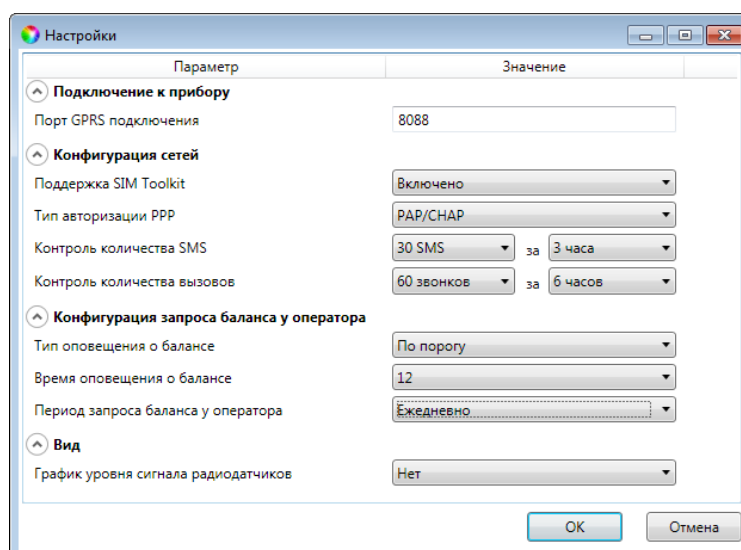 Настройки
Параметр Значение
Подключение к прибору
Порт GPRS подключения 8088
Конфигурация сетей
Поддержка SIM Toolkit Включено
Тип авторизации PPP PAP/CHAP
Контроль количества SMS 30 SMS за 3 часа
Контроль количества вызовов 60 звонков за 6 часов
Конфигурация запроса баланса у оператора
Тип оповещения о балансе По порогу
Время оповещения о балансе 12
Период запроса баланса у оператора Ежедневно
Вид
График уровня сигнала радиодатчиков Нет
OK Отмена